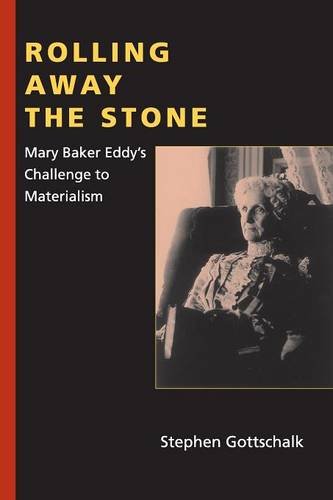 ROLLING
AWAY
THE STONE
Mary Baker Eddy's
Challenge to
Materialism
Stephen Gottschalk